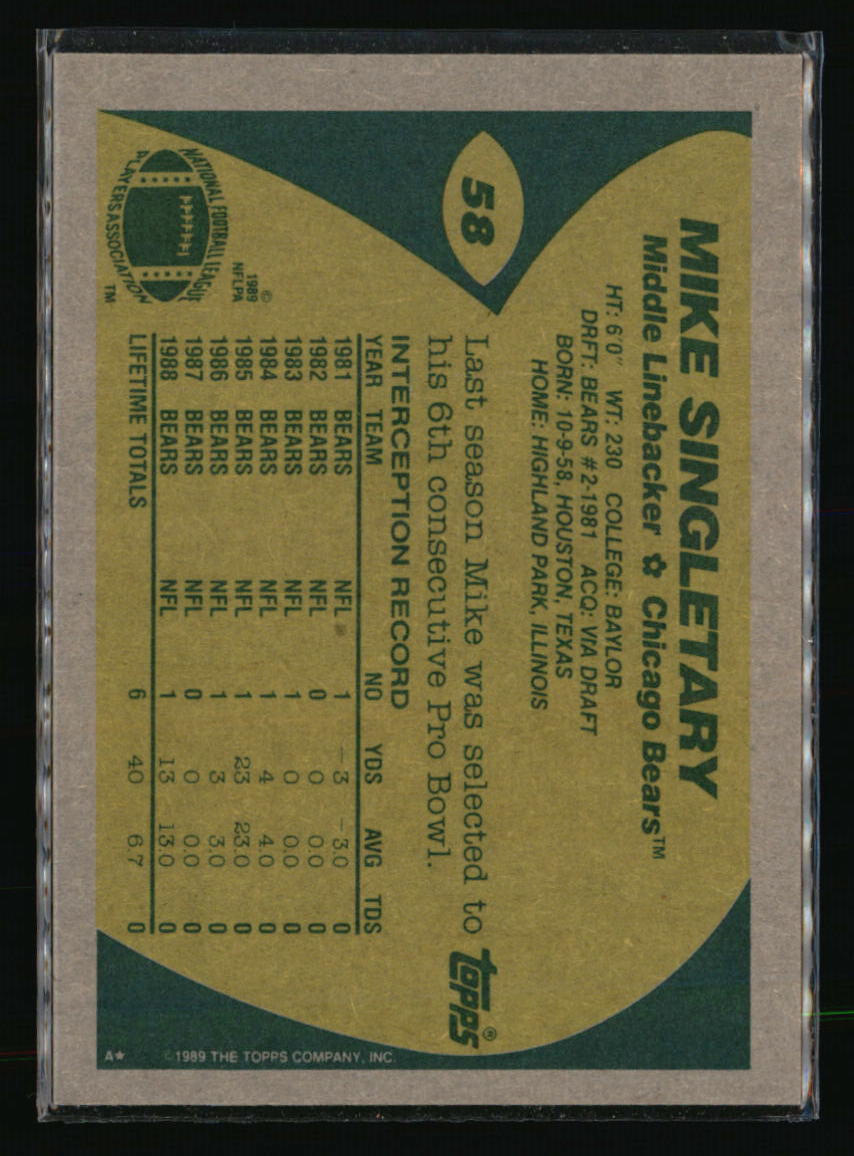 58
MIKE SINGLETARY
Middle Linebacker ✿ Chicago Bears™
HT: 6'0" WT: 230 COLLEGE: BAYLOR
DRFT: BEARS #2-1981 ACQ: VIA DRAFT
BORN: 10-9-58, HOUSTON, TEXAS
HOME: HIGHLAND PARK, ILLINOIS
Last season Mike was selected to
his 6th consecutive Pro Bowl.
topps®
INTERCEPTION RECORD
YEAR TEAM NO YDS AVG TDS
1981 BEARS NFL 1 -3 -3.0 0
1982 BEARS NFL 0 0 0.0 0
1983 BEARS NFL 1 0 0.0 0
1984 BEARS NFL 1 4 4.0 0
1985 BEARS NFL 1 23 23.0 0
1986 BEARS NFL 1 3 3.0 0
1987 BEARS NFL 0 0 0.0 0
1988 BEARS NFL 1 13 13.0 0
LIFETIME TOTALS 6 40 6.7 0
©
1989
NFLPA
NATIONAL FOOTBALL LEAGUE
PLAYERS ASSOCIATION
TM
A★ ©1989 THE TOPPS COMPANY, INC.